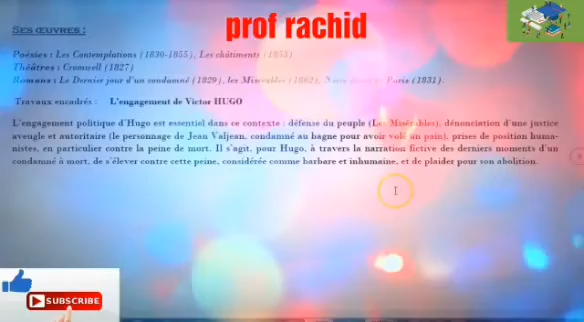 prof rachid
SES ŒUVRES :
Poésies : Les Contemplations (1830-1855), Les châtiments (1853)
Théâtres : Cromwell (1827)
Romans : Le Dernier jour d'un condamné (1829), les Misérables (1862), Notre dame de Paris (1831).
Travaux encadrés : L'engagement de Victor HUGO
L'engagement politique d'Hugo est essentiel dans ce contexte : défense du peuple (Les Misérables), dénonciation d'une justice
aveugle et autoritaire (le personnage de Jean Valjean, condamné au bagne pour avoir volé un pain), prises de position huma-
nistes, en particulier contre la peine de mort. Il s'agit, pour Hugo, à travers la narration fictive des derniers moments d'un
condamné à mort, de s'élever contre cette peine, considérée comme barbare et inhumaine, et de plaider pour son abolition.
SUBSCRIBE